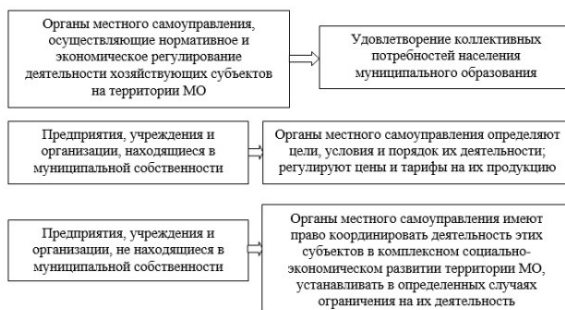 Органы местного самоуправления,
осуществляющие нормативное и
экономическое регулирование
деятельности хозяйствующих субъектов
на территории МО
Удовлетворение коллективных
потребностей населения
муниципального образования
Предприятия, учреждения и
организации, находящиеся в
муниципальной собственности
Органы местного самоуправления определяют
цели, условия и порядок их деятельности;
регулируют цены и тарифы на их продукцию
Предприятия, учреждения и
организации, не находящиеся в
муниципальной собственности
Органы местного самоуправления имеют
право координировать деятельность этих
субъектов в комплексном социально-
экономическом развитии территории МО,
устанавливать в определенных случаях
ограничения на их деятельность